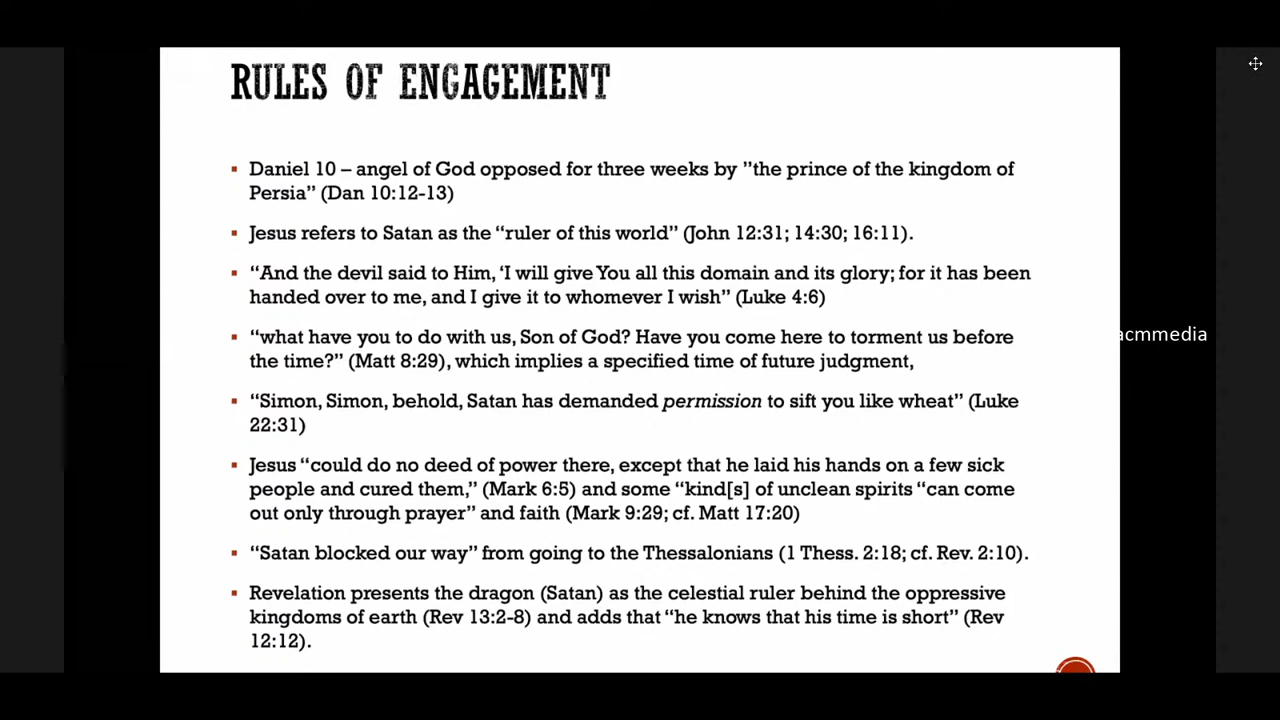 RULES OF ENGAGEMENT
▪ Daniel 10 – angel of God opposed for three weeks by ”the prince of the kingdom of
Persia” (Dan 10:12-13)
▪ Jesus refers to Satan as the “ruler of this world” (John 12:31; 14:30; 16:11).
▪ “And the devil said to Him, ‘I will give You all this domain and its glory; for it has been
handed over to me, and I give it to whomever I wish” (Luke 4:6)
▪ “what have you to do with us, Son of God? Have you come here to torment us before
the time?” (Matt 8:29), which implies a specified time of future judgment,
▪ “Simon, Simon, behold, Satan has demanded permission to sift you like wheat” (Luke
22:31)
▪ Jesus “could do no deed of power there, except that he laid his hands on a few sick
people and cured them,” (Mark 6:5) and some “kind[s] of unclean spirits “can come
out only through prayer” and faith (Mark 9:29; cf. Matt 17:20)
▪ “Satan blocked our way” from going to the Thessalonians (1 Thess. 2:18; cf. Rev. 2:10).
▪ Revelation presents the dragon (Satan) as the celestial ruler behind the oppressive
kingdoms of earth (Rev 13:2-8) and adds that “he knows that his time is short” (Rev
12:12).
acmmedia